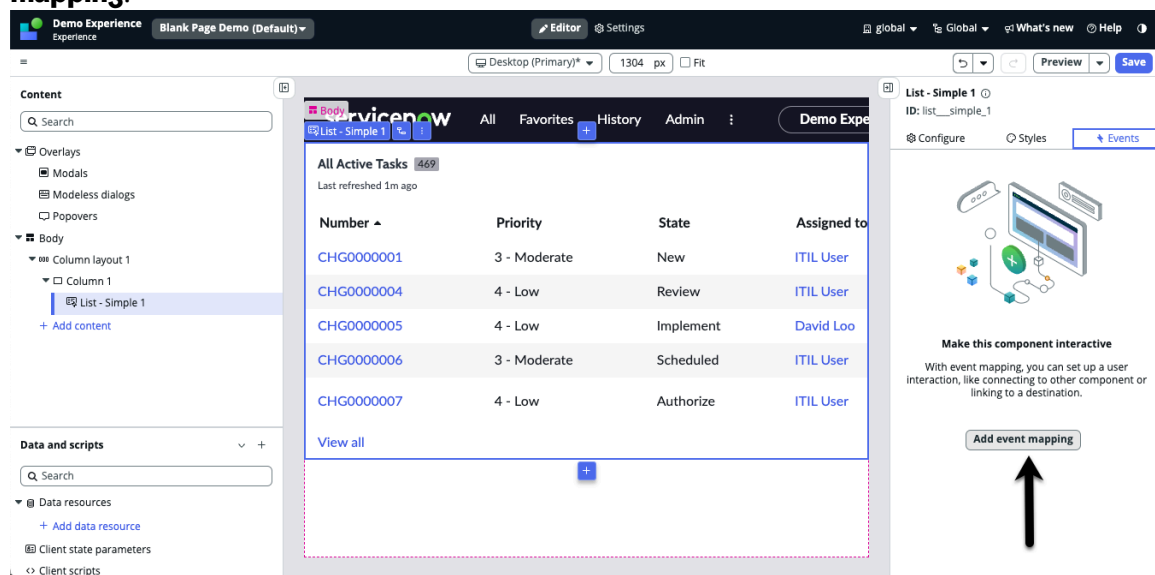 mapping.
Demo Experience
Experience
Blank Page Demo (Default)
Editor
Settings
global
Global
What's new
Help
Desktop (Primary)*
1304 px
Fit
Preview
Save
Content
Search
Overlays
Modals
Modeless dialogs
Popovers
Body
Column layout 1
Column 1
List - Simple 1
+ Add content
Data and scripts
Search
Data resources
+ Add data resource
Client state parameters
Client scripts
Body
servicenow
All
Favorites
History
Admin
Demo Expe
List - Simple 1
All Active Tasks 469
Last refreshed 1m ago
Number Priority State Assigned to
CHG0000001 3 - Moderate New ITIL User
CHG0000004 4 - Low Review ITIL User
CHG0000005 4 - Low Implement David Loo
CHG0000006 3 - Moderate Scheduled ITIL User
CHG0000007 4 - Low Authorize ITIL User
View all
List - Simple 1
ID: list__simple_1
Configure
Styles
Events
Make this component interactive
With event mapping, you can set up a user
interaction, like connecting to other component or
linking to a destination.
Add event mapping